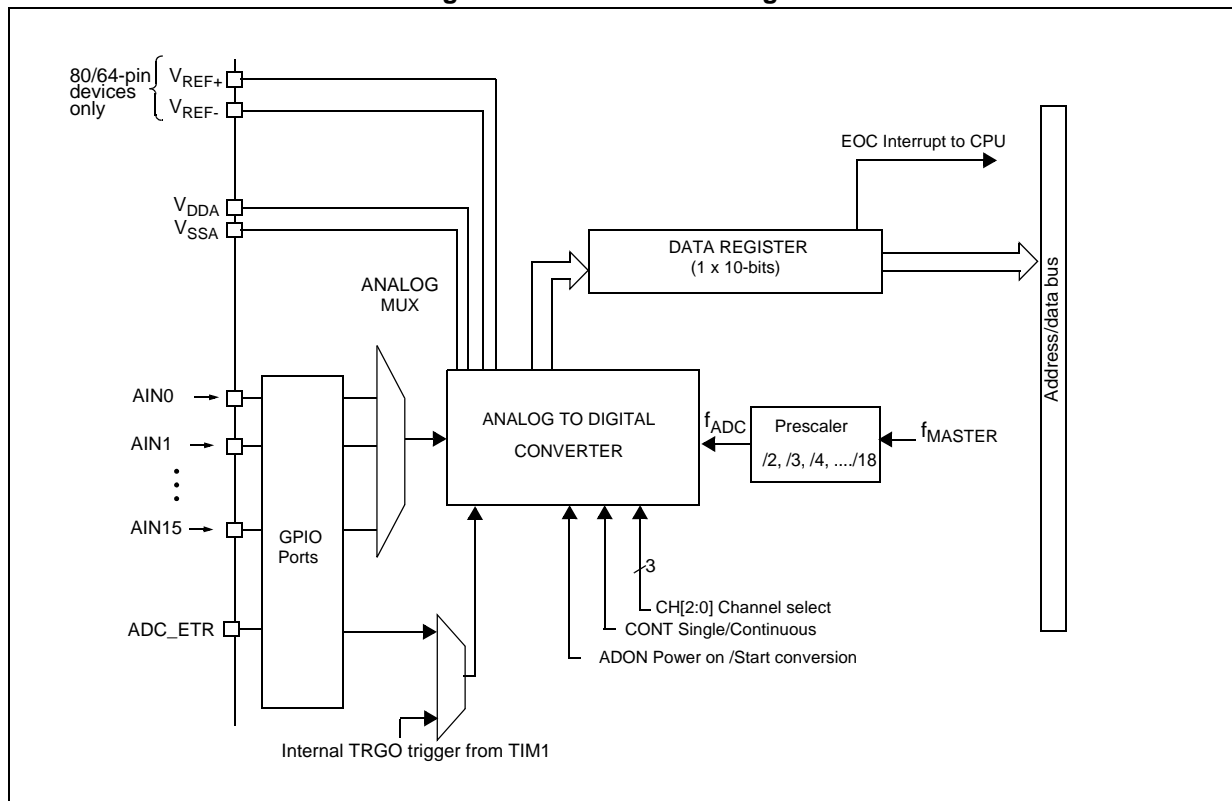 80/64-pin
devices
only
VREF+
VREF-
EOC Interrupt to CPU
VDDA
VSSA
DATA REGISTER
(1 x 10-bits)
ANALOG
MUX
Address/data bus
AIN0
AIN1
AIN15
ANALOG TO DIGITAL
CONVERTER
fADC
Prescaler
/2, /3, /4, ..../18
fMASTER
GPIO
Ports
3
CH[2:0] Channel select
CONT Single/Continuous
ADON Power on /Start conversion
ADC_ETR
Internal TRGO trigger from TIM1